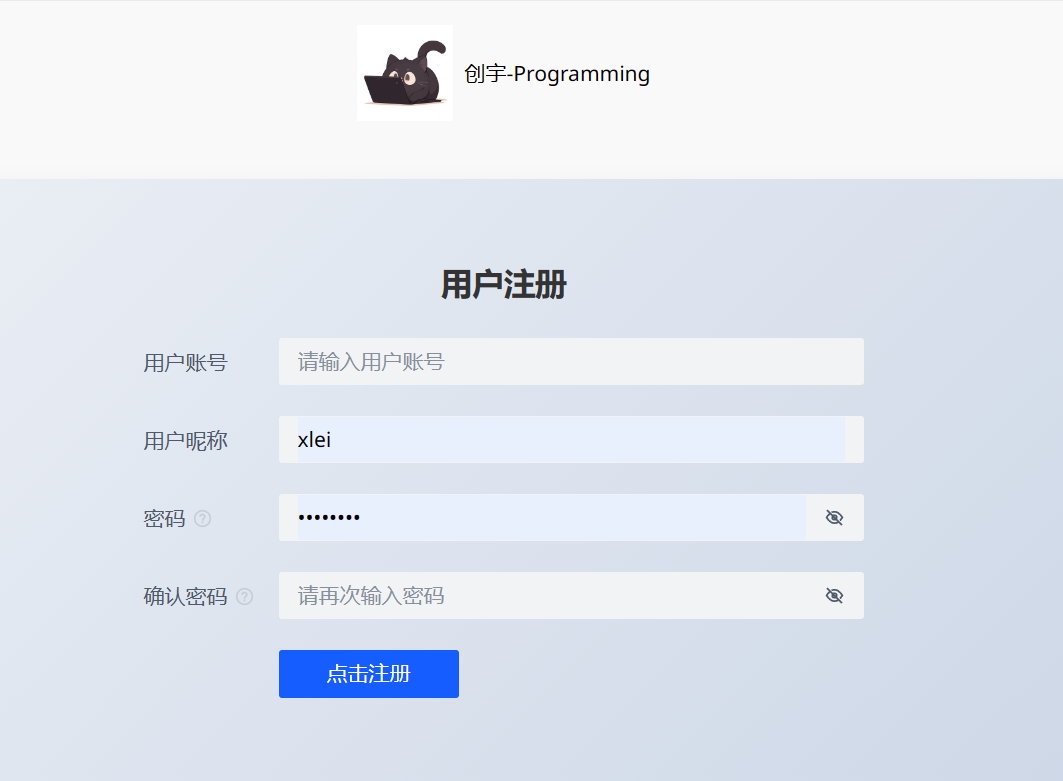 创宇-Programming
用户注册
用户账号 请输入用户账号
用户昵称 xlei
密码 ••••••••
确认密码 请再次输入密码
点击注册